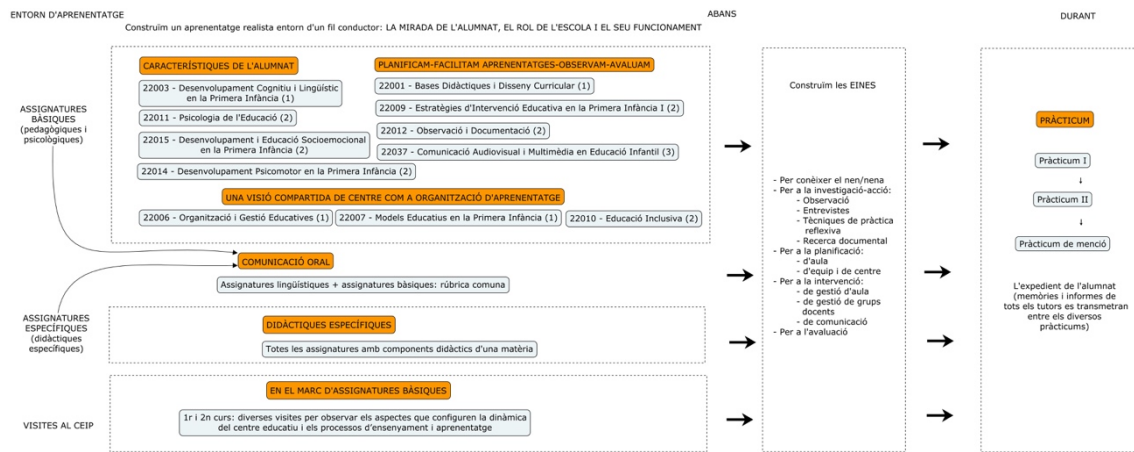 ENTORN D'APRENENTATGE
ABANS
DURANT
Construïm un aprenentatge realista entorn d'un fil conductor: LA MIRADA DE L'ALUMNAT, EL ROL DE L'ESCOLA I EL SEU FUNCIONAMENT
ASSIGNATURES
BÀSIQUES
(pedagògiques i
psicològiques)
CARACTERÍSTIQUES DE L'ALUMNAT
22003 - Desenvolupament Cognitiu i Lingüístic
en la Primera Infància (1)
22011 - Psicologia de l'Educació (2)
22015 - Desenvolupament i Educació Socioemocional
en la Primera Infància (2)
22014 - Desenvolupament Psicomotor en la Primera Infància (2)
PLANIFICAM-FACILITAM APRENENTATGES-OBSERVAM-AVALUAM
22001 - Bases Didàctiques i Disseny Curricular (1)
22009 - Estratègies d'Intervenció Educativa en la Primera Infància I (2)
22012 - Observació i Documentació (2)
22037 - Comunicació Audiovisual i Multimèdia en Educació Infantil (3)
UNA VISIÓ COMPARTIDA DE CENTRE COM A ORGANITZACIÓ D'APRENENTATGE
22006 - Organització i Gestió Educatives (1)
22007 - Models Educatius en la Primera Infància (1)
22010 - Educació Inclusiva (2)
COMUNICACIÓ ORAL
Assignatures lingüístiques + assignatures bàsiques: rúbrica comuna
ASSIGNATURES
ESPECÍFIQUES
(didàctiques
específiques)
DIDÀCTIQUES ESPECÍFIQUES
Totes les assignatures amb components didàctics d'una matèria
VISITES AL CEIP
EN EL MARC D'ASSIGNATURES BÀSIQUES
1r i 2n curs: diverses visites per observar els aspectes que configuren la dinàmica
del centre educatiu i els processos d'ensenyament i aprenentatge
Construïm les EINES
- Per conèixer el nen/nena
- Per a la investigació-acció:
- Observació
- Entrevistes
- Tècniques de pràctica
reflexiva
- Recerca documental
- Per a la planificació:
- d'aula
- d'equip i de centre
- Per a la intervenció:
- de gestió d'aula
- de gestió de grups
docents
- de comunicació
- Per a l'avaluació
PRÀCTICUM
Pràcticum I
Pràcticum II
Pràcticum de menció
L'expedient de l'alumnat
(memòries i informes de
tots els tutors es transmetran
entre els diversos
pràcticums)